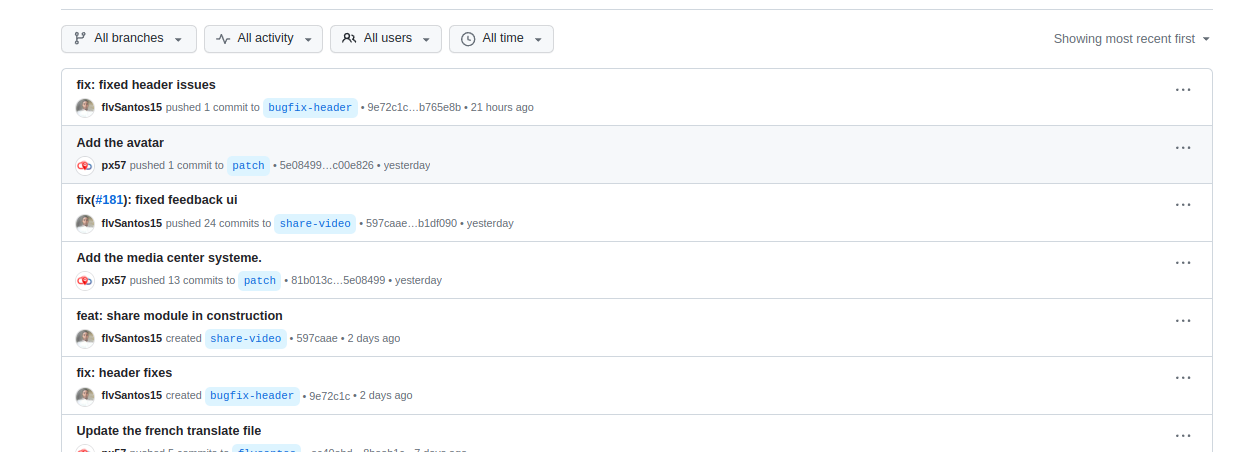 All branches All activity All users All time Showing most recent first
fix: fixed header issues
flvSantos15 pushed 1 commit to bugfix-header • 9e72c1c…b765e8b • 21 hours ago
Add the avatar
px57 pushed 1 commit to patch • 5e08499…c00e826 • yesterday
fix(#181): fixed feedback ui
flvSantos15 pushed 24 commits to share-video • 597caae…b1df090 • yesterday
Add the media center systeme.
px57 pushed 13 commits to patch • 81b013c…5e08499 • yesterday
feat: share module in construction
flvSantos15 created share-video • 597caae • 2 days ago
fix: header fixes
flvSantos15 created bugfix-header • 9e72c1c • 2 days ago
Update the french translate file
px57 pushed 5 commits to